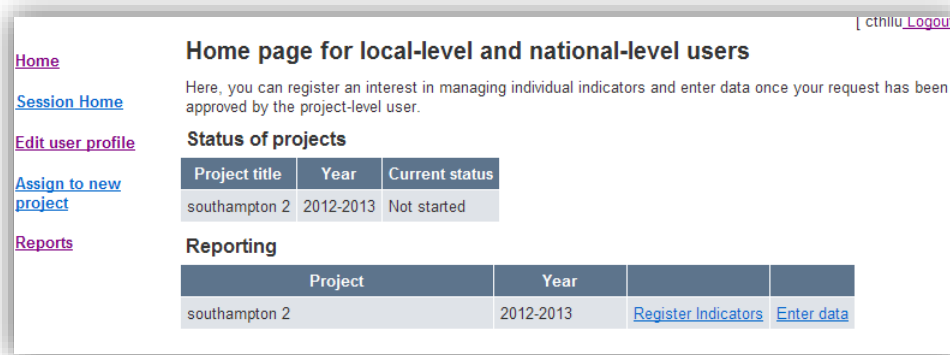 [ cthllu Logout
Home
Session Home
Edit user profile
Assign to new
project
Reports
Home page for local-level and national-level users
Here, you can register an interest in managing individual indicators and enter data once your request has been
approved by the project-level user.
Status of projects
Project title Year Current status
southampton 2 2012-2013 Not started
Reporting
Project Year
southampton 2 2012-2013 Register Indicators Enter data